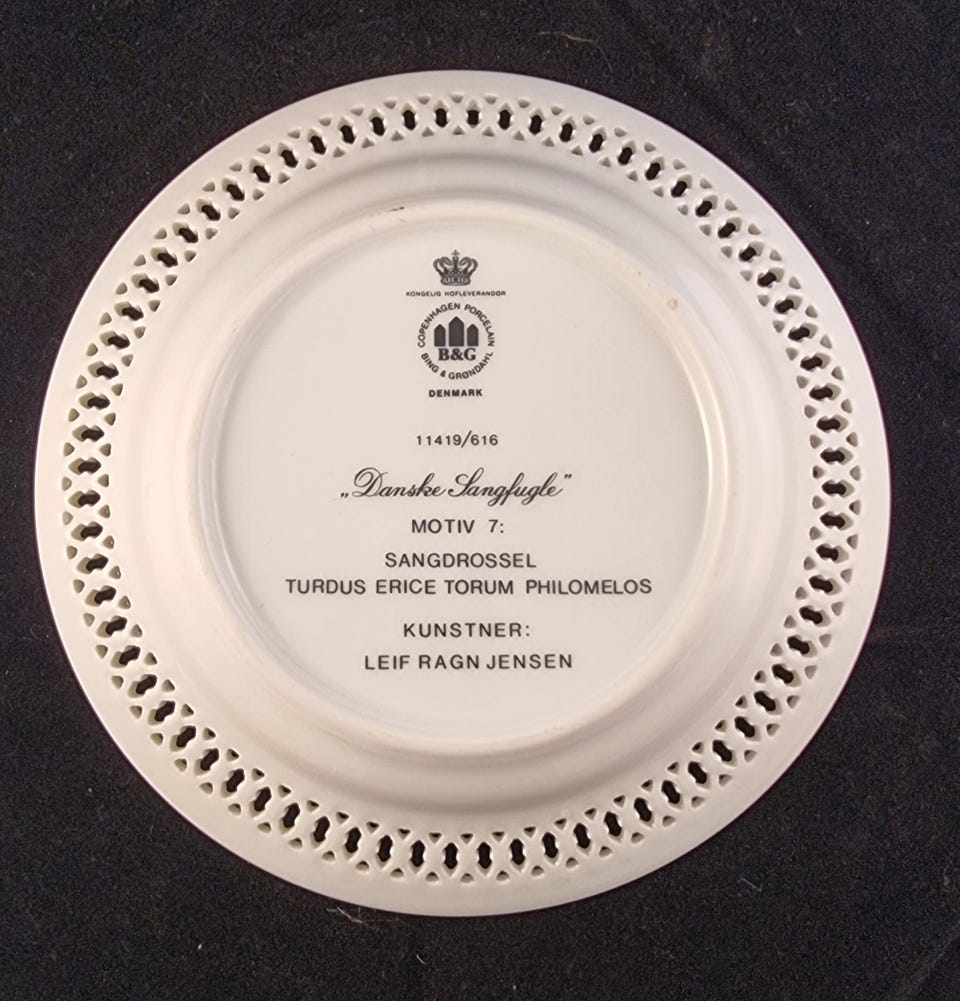 KONGELIG HOFLEVERANDØR
COPENHAGEN PORCELAIN
B&G
BING & GRØNDAHL
DENMARK
11419/616
„Danske Sangfugle”
MOTIV 7:
SANGDROSSEL
TURDUS ERICE TORUM PHILOMELOS
KUNSTNER:
LEIF RAGN JENSEN